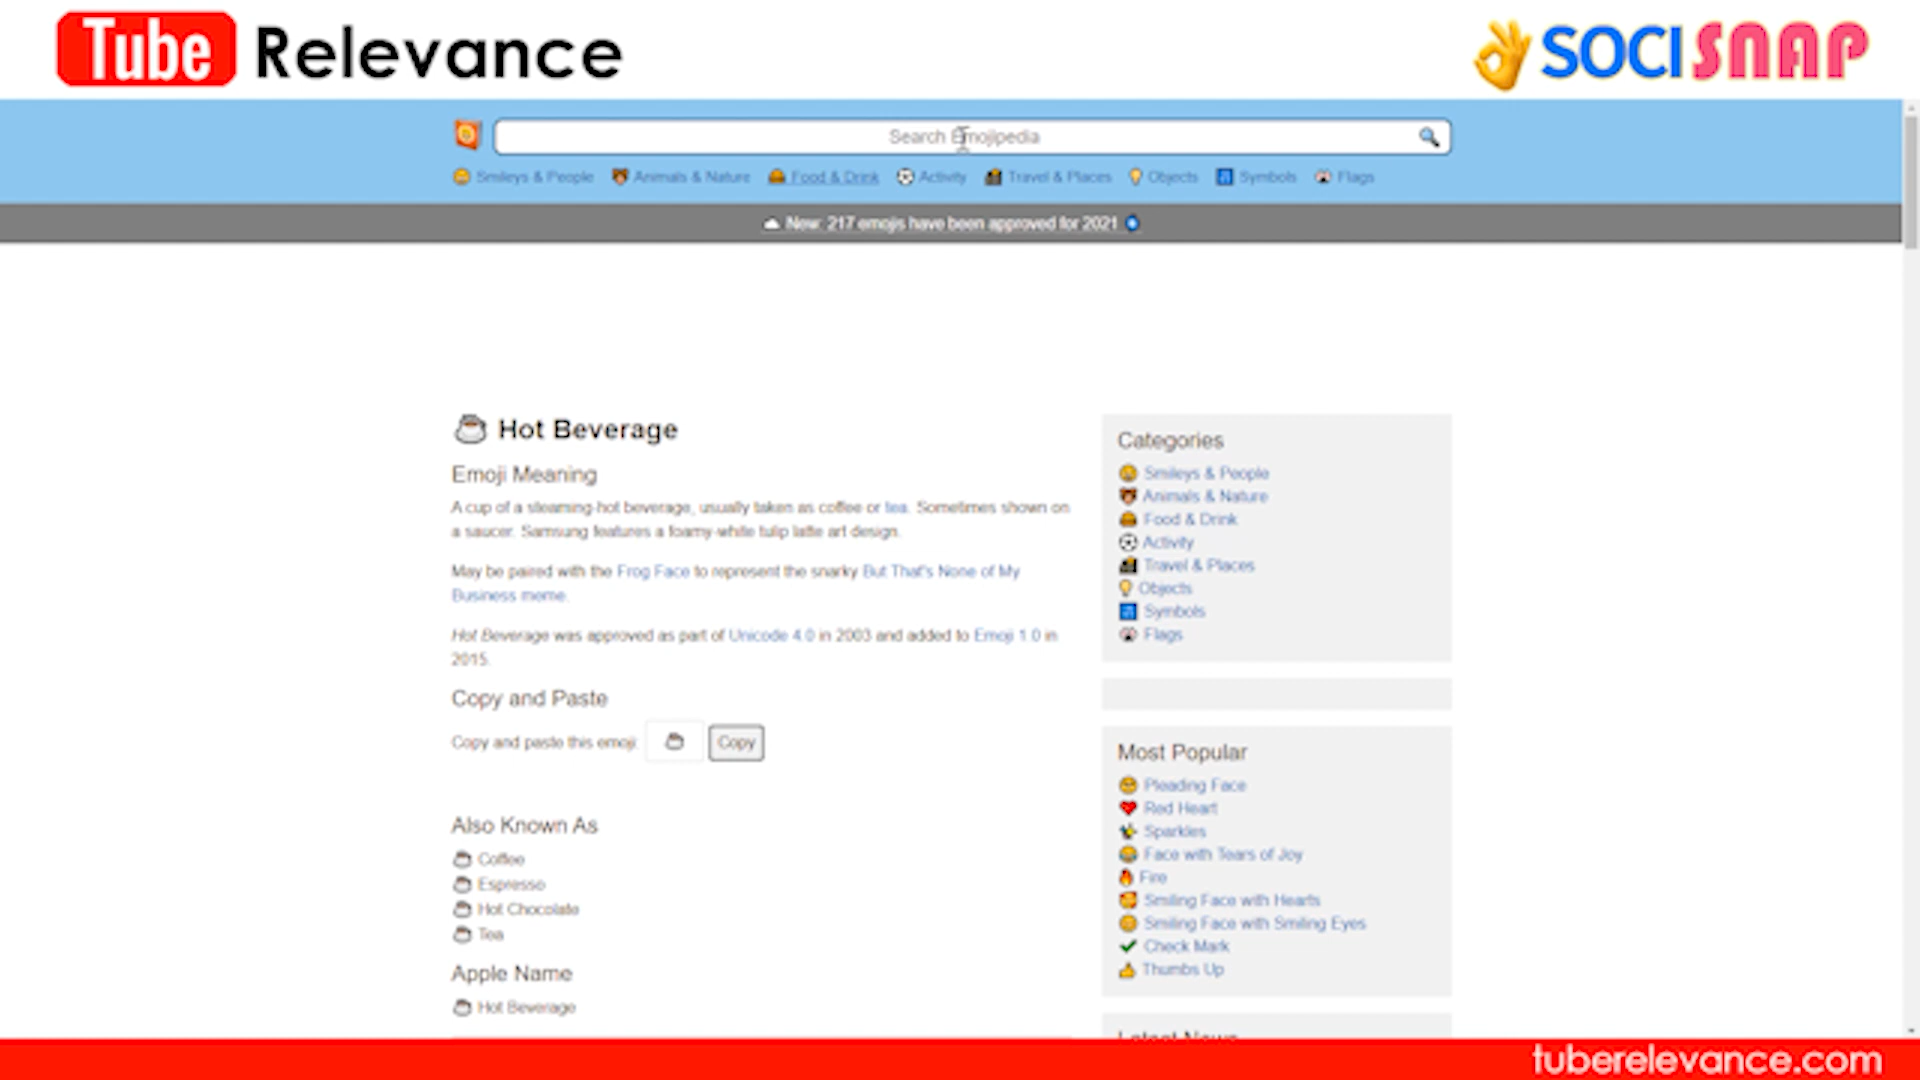 Tube Relevance
SOCISNAP
Search Emojipedia
Smileys & People Animals & Nature Food & Drink Activity Travel & Places Objects Symbols Flags
New: 217 emojis have been approved for 2021
Hot Beverage
Emoji Meaning
A cup of a steaming-hot beverage, usually taken as coffee or tea. Sometimes shown on
a saucer. Samsung features a foamy-white tulip latte art design.
May be paired with the Frog Face to represent the snarky But That's None of My
Business meme.
Hot Beverage was approved as part of Unicode 4.0 in 2003 and added to Emoji 1.0 in
2015.
Copy and Paste
Copy and paste this emoji: Copy
Also Known As
Coffee
Espresso
Hot Chocolate
Tea
Apple Name
Hot Beverage
Categories
Smileys & People
Animals & Nature
Food & Drink
Activity
Travel & Places
Objects
Symbols
Flags
Most Popular
Pleading Face
Red Heart
Sparkles
Face with Tears of Joy
Fire
Smiling Face with Hearts
Smiling Face with Smiling Eyes
Check Mark
Thumbs Up
Latest News
tuberelevance.com